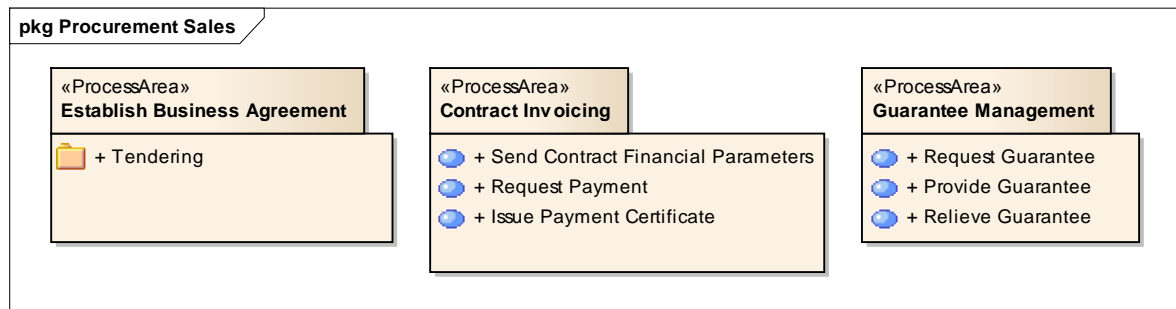 pkg Procurement Sales
«ProcessArea»
Establish Business Agreement
+ Tendering
«ProcessArea»
Contract Invoicing
+ Send Contract Financial Parameters
+ Request Payment
+ Issue Payment Certificate
«ProcessArea»
Guarantee Management
+ Request Guarantee
+ Provide Guarantee
+ Relieve Guarantee